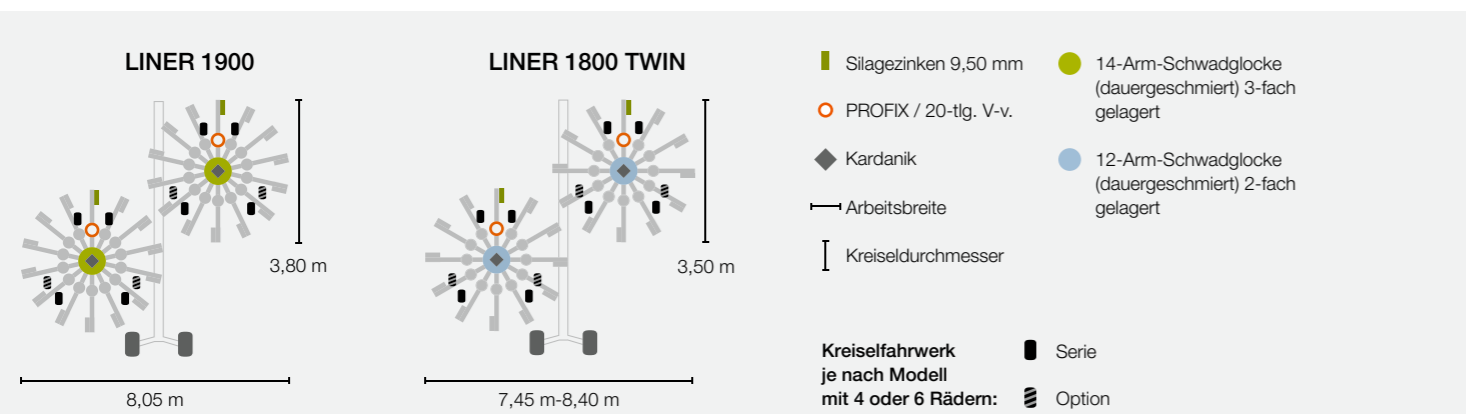 LINER 1900
3,80 m
8,05 m
LINER 1800 TWIN
3,50 m
7,45 m-8,40 m
Silagezinken 9,50 mm
PROFIX / 20-tlg. V-v.
Kardanik
Arbeitsbreite
Kreiseldurchmesser
14-Arm-Schwadglocke
(dauergeschmiert) 3-fach
gelagert
12-Arm-Schwadglocke
(dauergeschmiert) 2-fach
gelagert
Kreiselfahrwerk
je nach Modell
mit 4 oder 6 Rädern:
Serie
Option